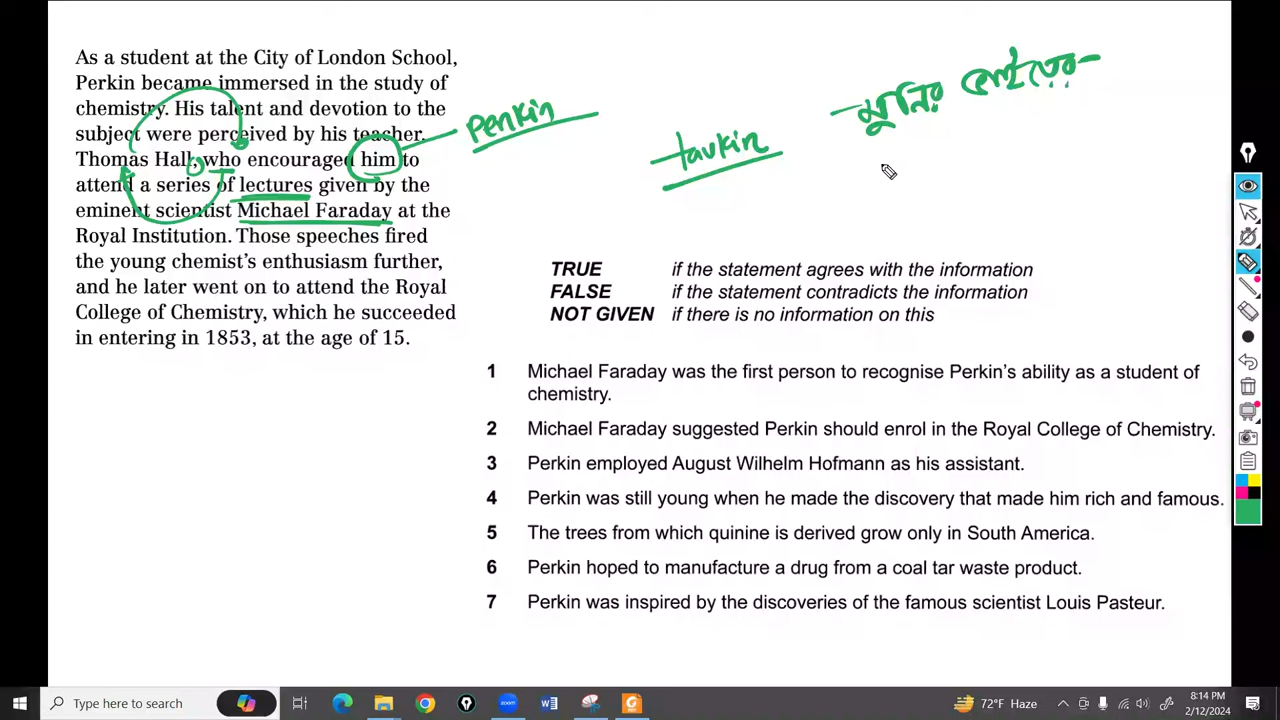 As a student at the City of London School,
Perkin became immersed in the study of
chemistry. His talent and devotion to the
subject were perceived by his teacher.
Thomas Hall, who encouraged him to
attend a series of lectures given by the
eminent scientist Michael Faraday at the
Royal Institution. Those speeches fired
the young chemist's enthusiasm further,
and he later went on to attend the Royal
College of Chemistry, which he succeeded
in entering in 1853, at the age of 15.
Penkin
taukin
মুনির
TRUE if the statement agrees with the information
FALSE if the statement contradicts the information
NOT GIVEN if there is no information on this
1 Michael Faraday was the first person to recognise Perkin's ability as a student of
chemistry.
2 Michael Faraday suggested Perkin should enrol in the Royal College of Chemistry.
3 Perkin employed August Wilhelm Hofmann as his assistant.
4 Perkin was still young when he made the discovery that made him rich and famous.
5 The trees from which quinine is derived grow only in South America.
6 Perkin hoped to manufacture a drug from a coal tar waste product.
7 Perkin was inspired by the discoveries of the famous scientist Louis Pasteur.
Type here to search
72°F Haze
8:14 PM
2/12/2024